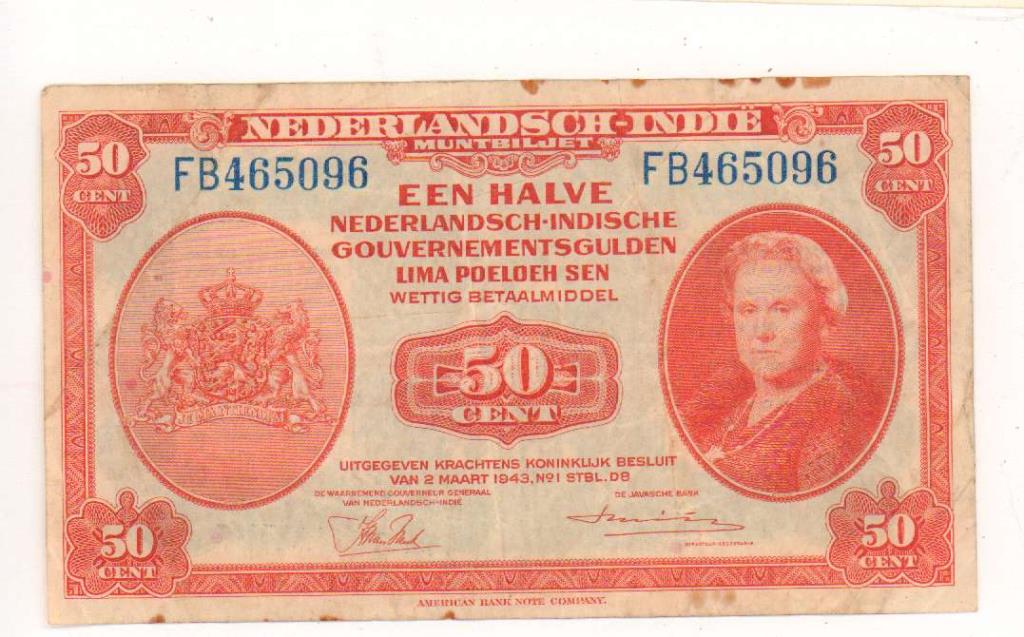 NEDERLANDSCH-INDIË
MUNTBILJET
50 CENT
50 CENT
FB465096
FB465096
EEN HALVE
NEDERLANDSCH-INDISCHE
GOUVERNEMENTSGULDEN
LIMA POELOEH SEN
WETTIG BETAALMIDDEL
50
CENT
UITGEGEVEN KRACHTENS KONINKLIJK BESLUIT
VAN 2 MAART 1943, No1 STBL. D8
DE WAARNEMEND GOUVERNEUR GENERAAL
VAN NEDERLANDSCH-INDIË
DE JAVASCHE BANK
50 CENT
50 CENT
AMERICAN BANK NOTE COMPANY.